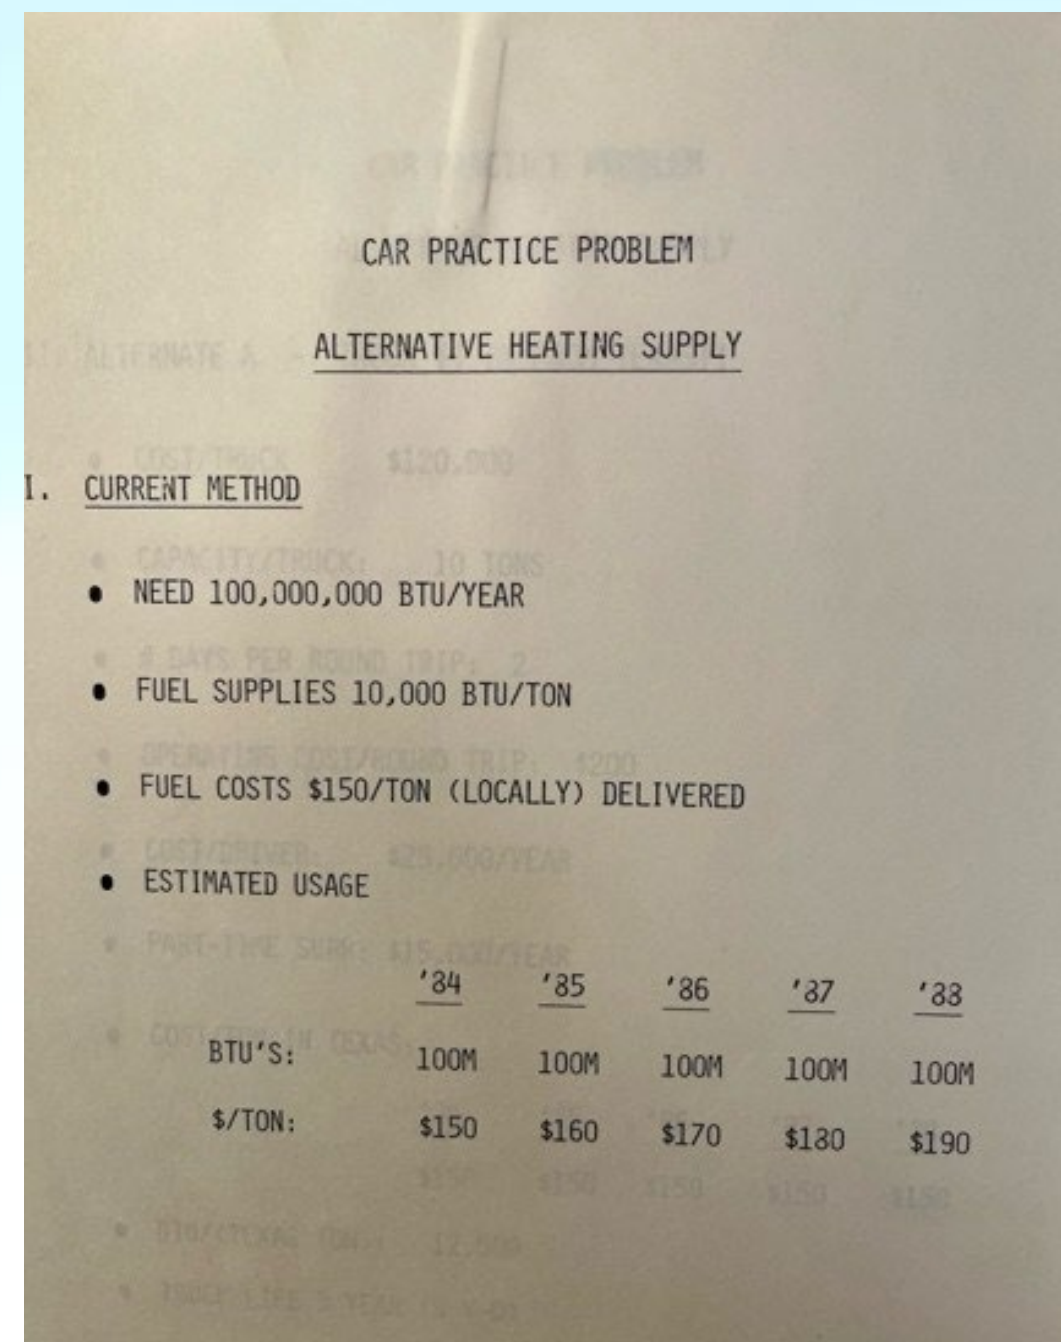 CAR PRACTICE PROBLEM
ALTERNATIVE HEATING SUPPLY
I. CURRENT METHOD
• NEED 100,000,000 BTU/YEAR
• FUEL SUPPLIES 10,000 BTU/TON
• FUEL COSTS $150/TON (LOCALLY) DELIVERED
• ESTIMATED USAGE
'84 '85 '86 '87 '88
BTU'S: 100M 100M 100M 100M 100M
$/TON: $150 $160 $170 $180 $190